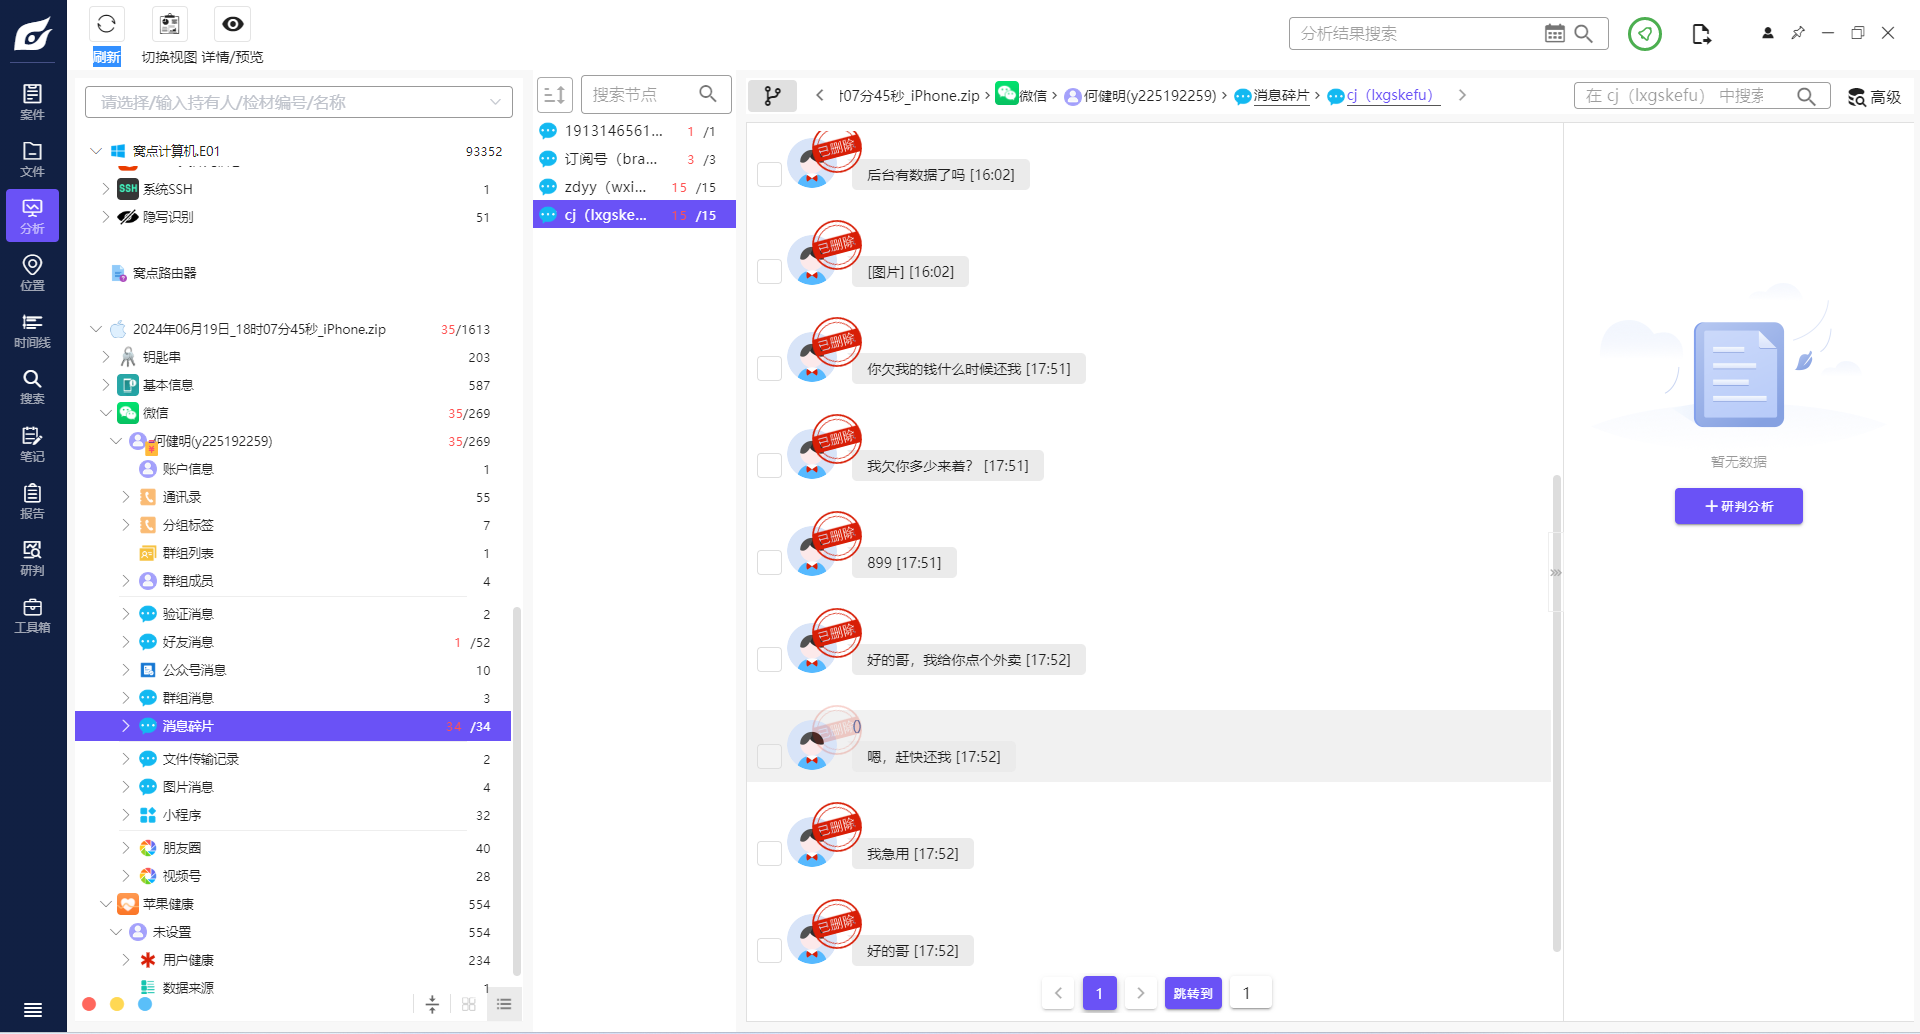 刷新
切换视图
详情/预览
分析结果搜索
案件
文件
分析
位置
时间线
搜索
笔记
报告
研判
工具箱
请选择/输入持有人/检材编号/名称
窝点计算机.E01 93352
系统SSH 1
隐写识别 51
窝点路由器
2024年06月19日_18时07分45秒_iPhone.zip 35/1613
钥匙串 203
基本信息 587
微信 35/269
何健明(y225192259) 35/269
账户信息 1
通讯录 55
分组标签 7
群组列表 1
群组成员 4
验证消息 2
好友消息 1 /52
公众号消息 10
群组消息 3
消息碎片 34 /34
文件传输记录 2
图片消息 4
小程序 32
朋友圈 40
视频号 28
苹果健康 554
未设置 554
用户健康 234
数据来源 1
搜索节点
1913146561... 1 /1
订阅号（bra... 3 /3
zdyy（wxi... 15 /15
cj（lxgske... 15 /15
07分45秒_iPhone.zip > 微信 > 何健明(y225192259) > 消息碎片 > cj（lxgskefu）
在 cj（lxgskefu） 中搜索
高级
已删除
后台有数据了吗 [16:02]
已删除
[图片] [16:02]
已删除
你欠我的钱什么时候还我 [17:51]
已删除
我欠你多少来着？ [17:51]
已删除
899 [17:51]
已删除
好的哥，我给你点个外卖 [17:52]
已删除 0
嗯，赶快还我 [17:52]
已删除
我急用 [17:52]
已删除
好的哥 [17:52]
1
跳转到
1
暂无数据
+研判分析